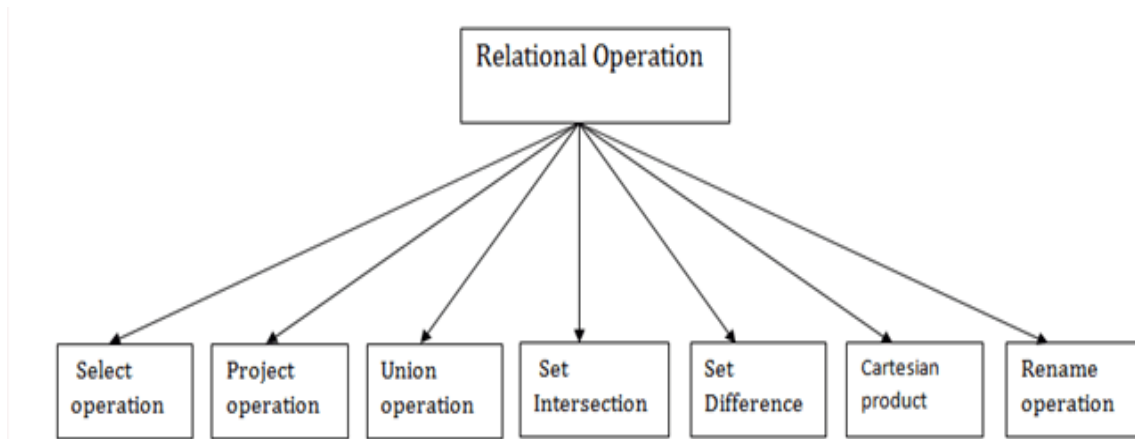 Relational Operation
Select
operation
Project
operation
Union
operation
Set
Intersection
Set
Difference
Cartesian
product
Rename
operation